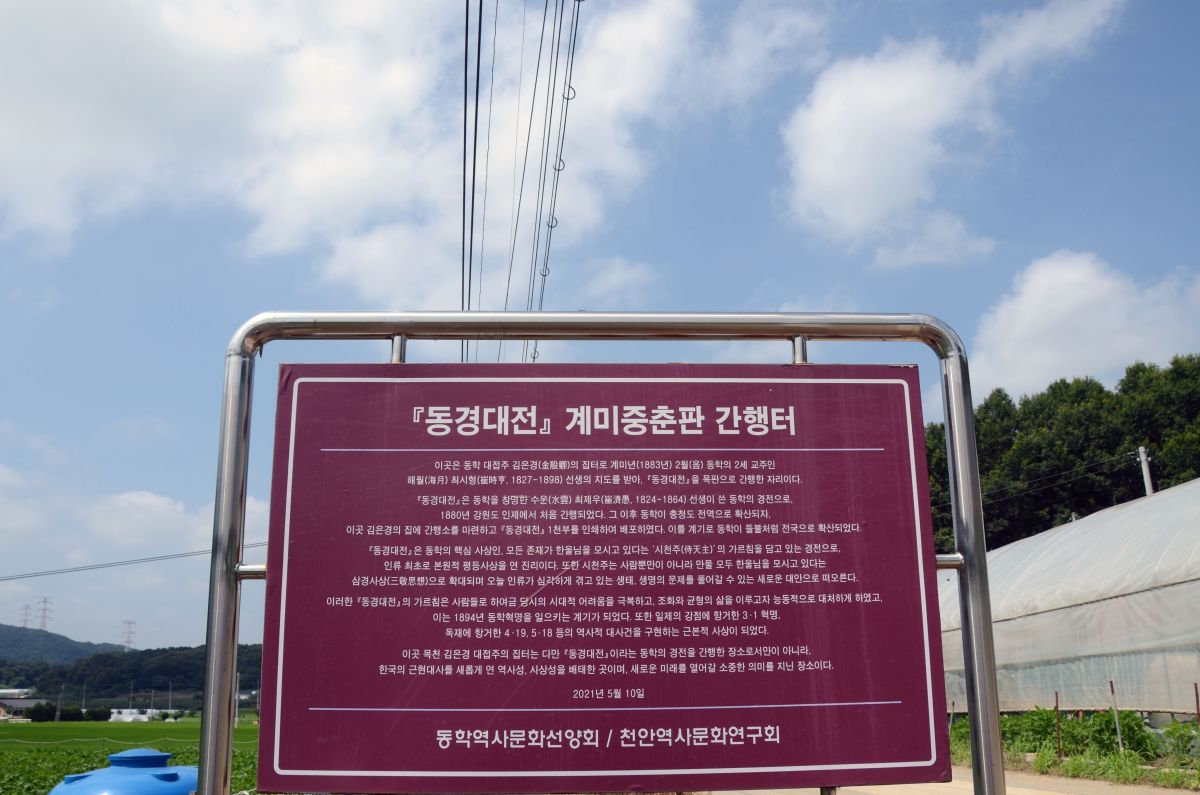 『동경대전』 계미중춘판 간행터
이곳은 동학 대접주 김은경(金殷卿)의 집터로 계미년(1883년) 2월(음) 동학의 2세 교주인
해월(海月) 최시형(崔時亨, 1827-1898) 선생의 지도를 받아, 『동경대전』을 목판으로 간행한 자리이다.
『동경대전』은 동학을 창명한 수운(水雲) 최제우(崔濟愚, 1824-1864) 선생이 쓴 동학의 경전으로,
1880년 강원도 인제에서 처음 간행되었다. 그 이후 동학이 충청도 전역으로 확산되자,
이곳 김은경의 집에 간행소를 마련하고 『동경대전』 1천부를 인쇄하여 배포하였다. 이를 계기로 동학이 들불처럼 전국으로 확산되었다.
『동경대전』은 동학의 핵심 사상인, 모든 존재가 한울님을 모시고 있다는 '시천주(侍天主)'의 가르침을 담고 있는 경전으로,
인류 최초로 본원적 평등사상을 연 진리이다. 또한 시천주는 사람뿐만이 아니라 만물 모두 한울님을 모시고 있다는
삼경사상(三敬思想)으로 확대되며 오늘 인류가 심각하게 겪고 있는 생태, 생명의 문제를 풀어갈 수 있는 새로운 대안으로 떠오른다.
이러한 『동경대전』의 가르침은 사람들로 하여금 당시의 시대적 어려움을 극복하고, 조화와 균형의 삶을 이루고자 능동적으로 대처하게 하였고,
이는 1894년 동학혁명을 일으키는 계기가 되었다. 또한 일제의 강점에 항거한 3·1 혁명,
독재에 항거한 4·19, 5·18 등의 역사적 대사건을 구현하는 근본적 사상이 되었다.
이곳 목천 김은경 대접주의 집터는 다만 『동경대전』이라는 동학의 경전을 간행한 장소로서만이 아니라,
한국의 근현대사를 새롭게 연 역사성, 사상성을 배태한 곳이며, 새로운 미래를 열어갈 소중한 의미를 지닌 장소이다.
2021년 5월 10일
동학역사문화선양회 / 천안역사문화연구회